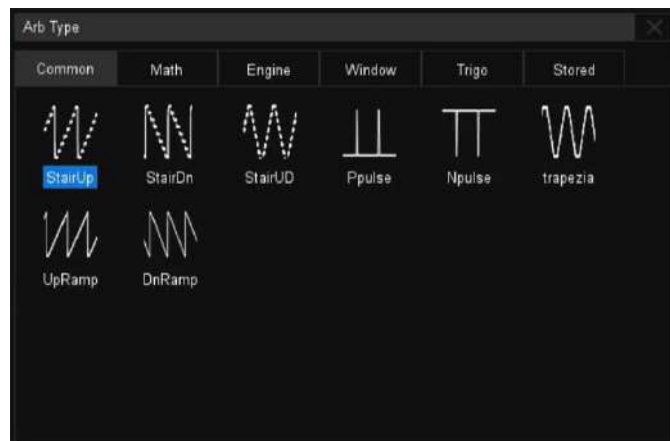 Arb Type
Common Math Engine Window Trigo Stored
StairUp StairDn StairUD Ppulse Npulse trapezia
UpRamp DnRamp